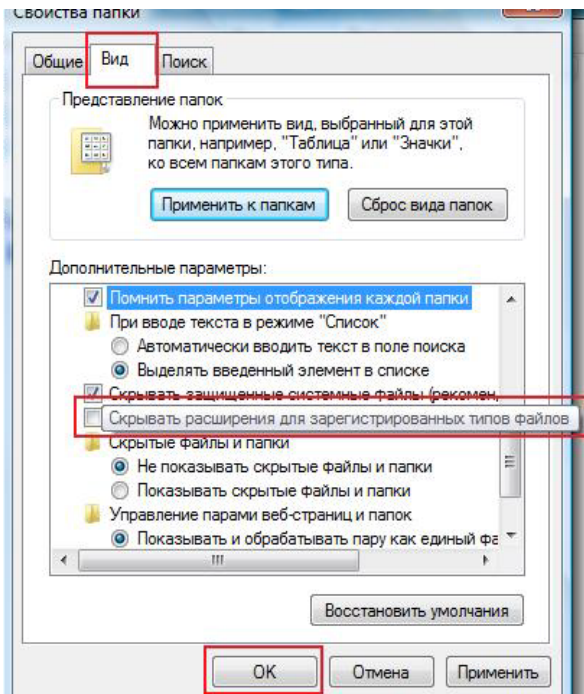 Свойства папки
Общие Вид Поиск
Представление папок
Можно применить вид, выбранный для этой
папки, например, "Таблица" или "Значки",
ко всем папкам этого типа.
Применить к папкам Сброс вида папок
Дополнительные параметры:
Помнить параметры отображения каждой папки
При вводе текста в режиме "Список"
Автоматически вводить текст в поле поиска
Выделять введенный элемент в списке
Скрывать защищенные системные файлы (рекомен,
Скрывать расширения для зарегистрированных типов файлов
Скрытые файлы и папки
Не показывать скрытые файлы и папки
Показывать скрытые файлы и папки
Управление парами веб-страниц и папок
Показывать и обрабатывать пару как единый фа
Восстановить умолчания
OK Отмена Применить